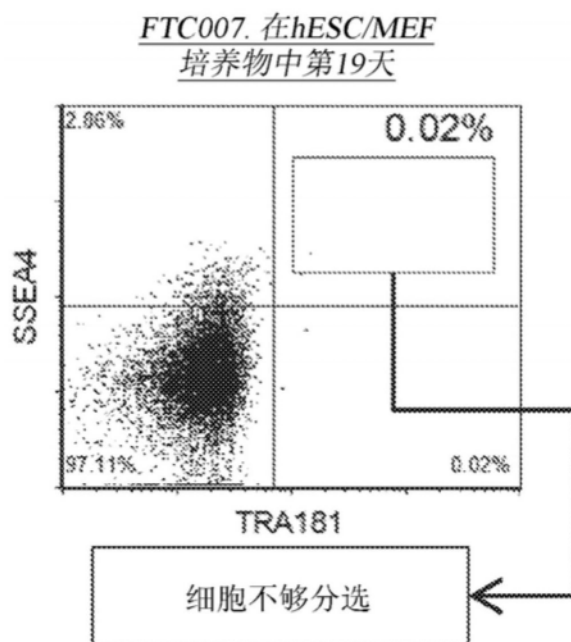 FTC007. 在hESC/MEF
培养物中第19天
2.86%
0.02%
SSEA4
97.11%
0.02%
TRA181
细胞不够分选